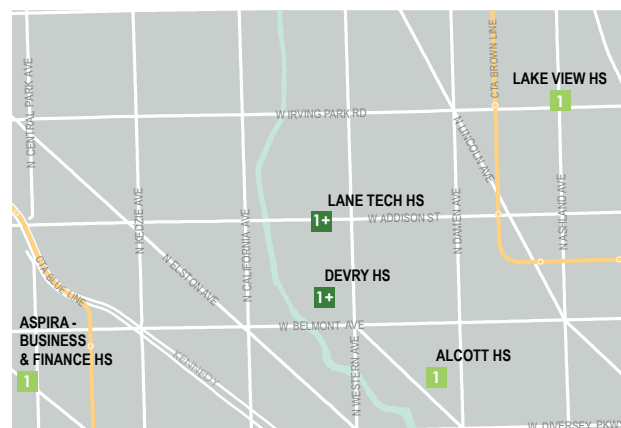 N CENTRAL PARK AVE
CTA BROWN LINE
LAKE VIEW HS
1
W IRVING PARK RD
N LINCOLN AVE
N KEDZIE AVE
N CALIFORNIA AVE
LANE TECH HS
1+
W ADDISON ST
N DAMEN AVE
N ASHLAND AVE
CTA BLUE LINE
N ELSTON AVE
DEVRY HS
1+
ASPIRA -
BUSINESS
& FINANCE HS
1
W BELMONT AVE
KENNEDY
N WESTERN AVE
ALCOTT HS
1
W DIVERSEY PKWY